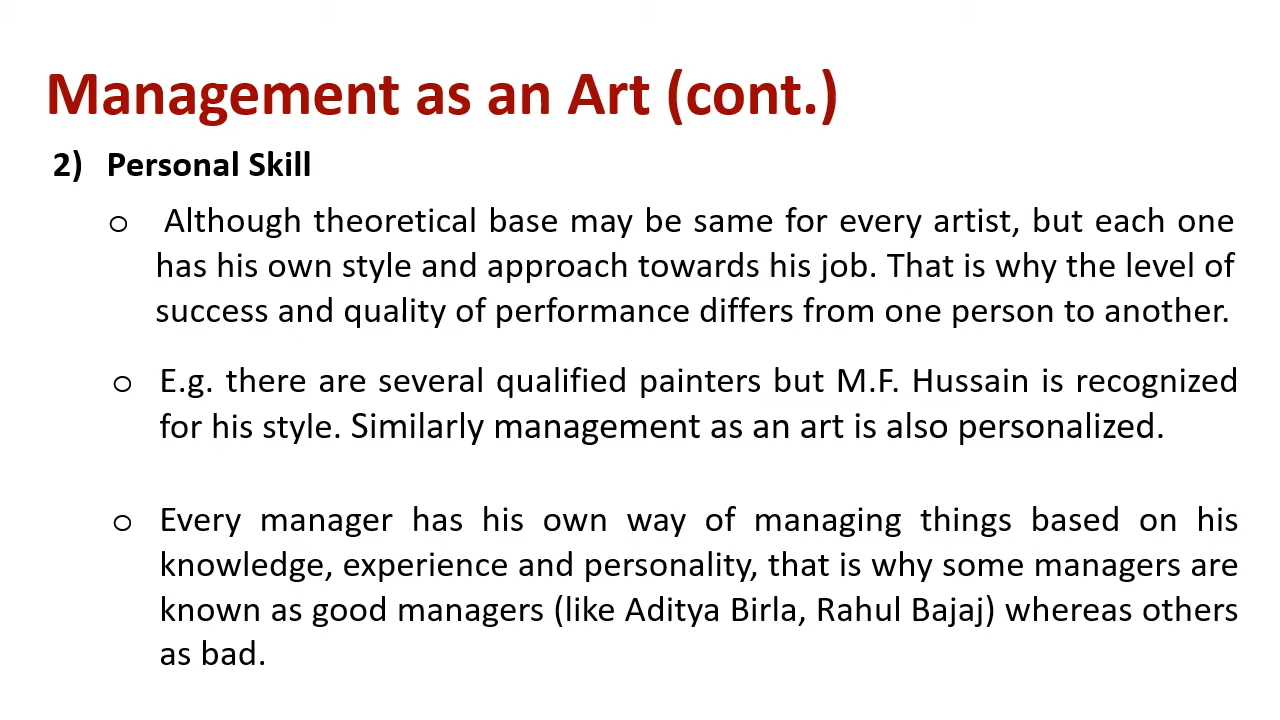 Management as an Art (cont.)
2) Personal Skill
o Although theoretical base may be same for every artist, but each one
has his own style and approach towards his job. That is why the level of
success and quality of performance differs from one person to another.
o E.g. there are several qualified painters but M.F. Hussain is recognized
for his style. Similarly management as an art is also personalized.
o Every manager has his own way of managing things based on his
knowledge, experience and personality, that is why some managers are
known as good managers (like Aditya Birla, Rahul Bajaj) whereas others
as bad.